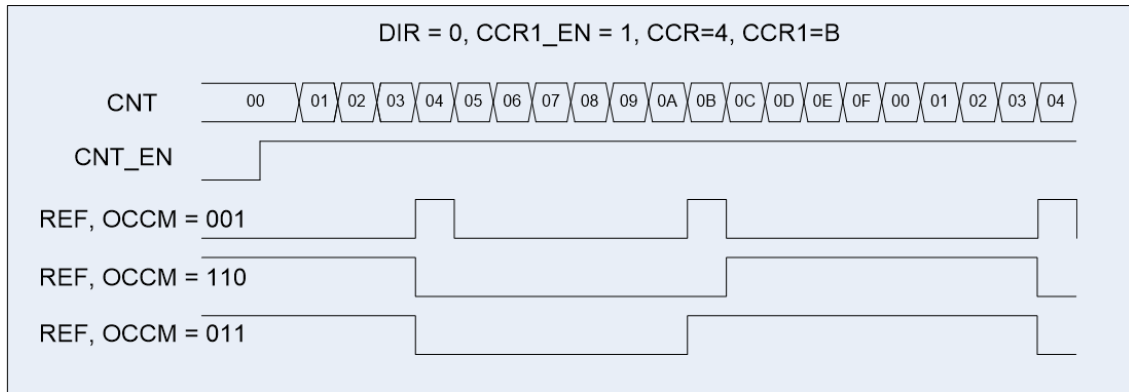 DIR = 0, CCR1_EN = 1, CCR=4, CCR1=B
CNT 00 01 02 03 04 05 06 07 08 09 0A 0B 0C 0D 0E 0F 00 01 02 03 04
CNT_EN
REF, OCCM = 001
REF, OCCM = 110
REF, OCCM = 011